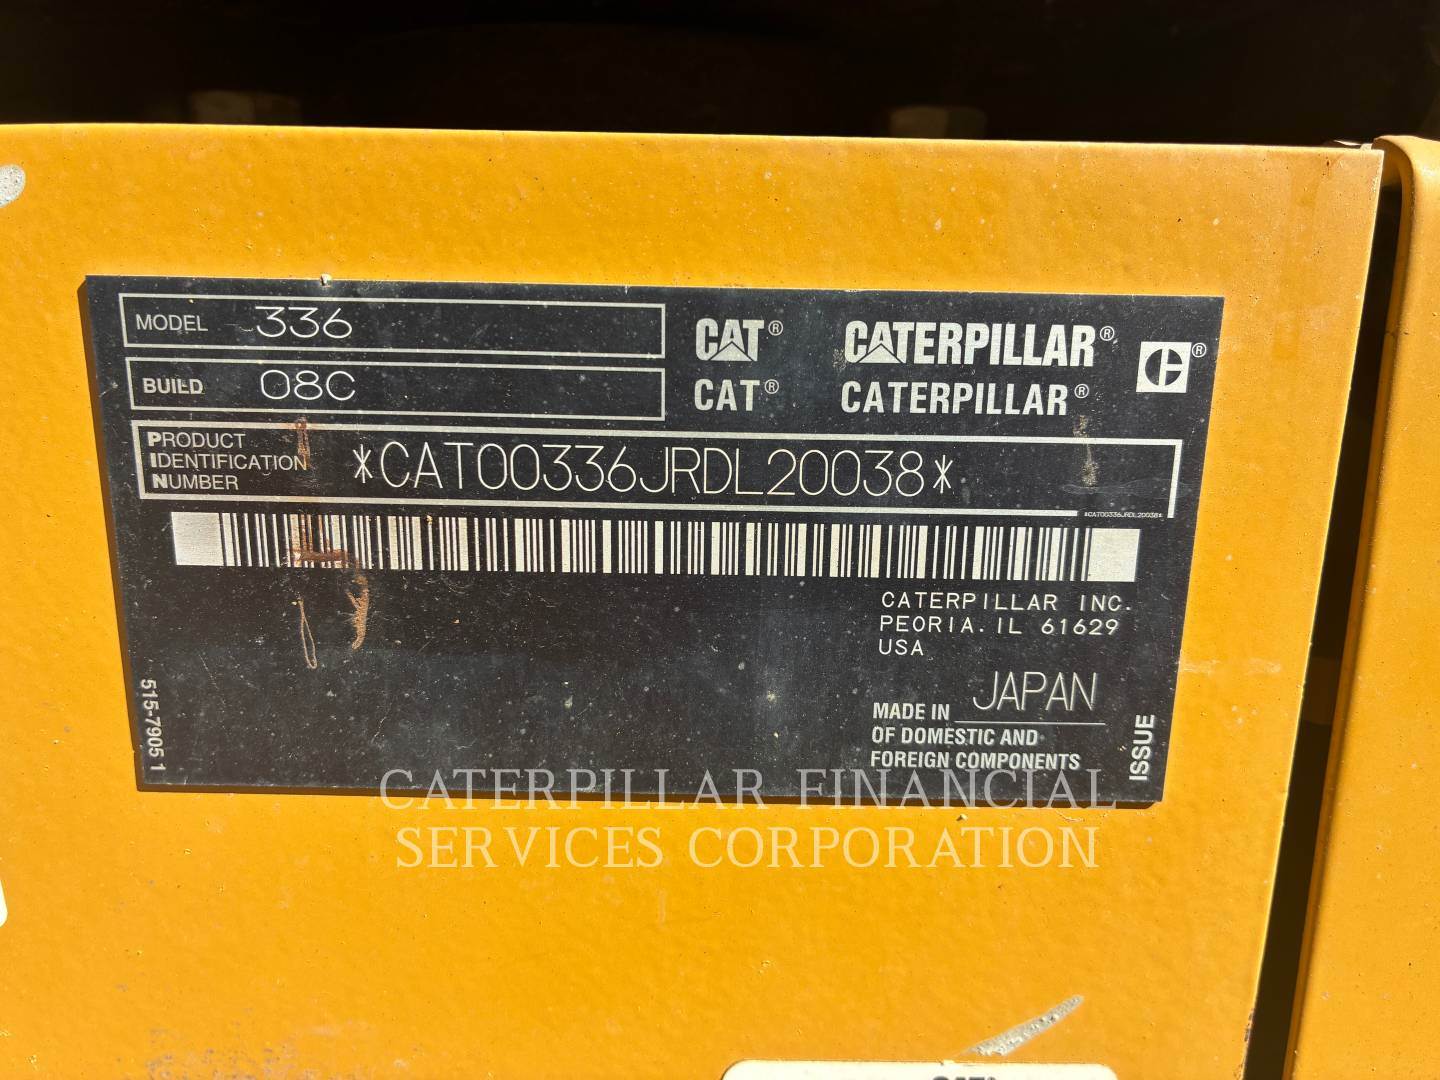 MODEL 336
BUILD 08C
CAT® CATERPILLAR®
CAT® CATERPILLAR®
PRODUCT
IDENTIFICATION
NUMBER
*CAT00336JRDL20038*
*CAT00336JRDL20038*
CATERPILLAR INC.
PEORIA. IL 61629
USA
MADE IN JAPAN
OF DOMESTIC AND
FOREIGN COMPONENTS
ISSUE
515-7905 1
CATERPILLAR FINANCIAL
SERVICES CORPORATION